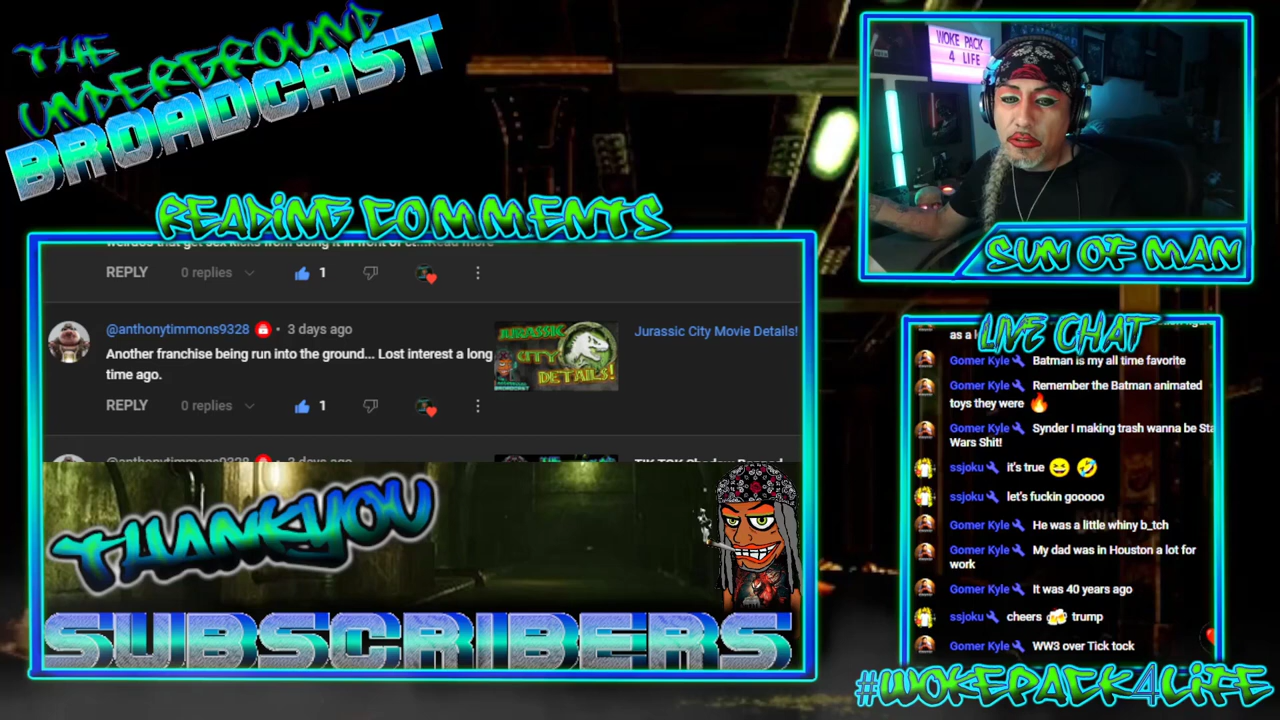 THE
UNDERGROUND
BROADCAST
READING COMMENTS
REPLY 0 replies 1
@anthonytimmons9328 • 3 days ago
Another franchise being run into the ground... Lost interest a long
time ago.
REPLY 0 replies 1
JURASSIC
CITY
DETAILS!
Jurassic City Movie Details!
@anthonytimmons9328 3 days ago
THANKYOU
SUBSCRIBERS
WOKE PACK
4 LIFE
SUN OF MAN
LIVE CHAT
as a
Gomer Kyle Batman is my all time favorite
Gomer Kyle Remember the Batman animated
toys they were 🔥
Gomer Kyle Synder I making trash wanna be Sta
Wars Shit!
ssjoku it's true 😆 🤣
ssjoku let's fuckin gooooo
Gomer Kyle He was a little whiny b_tch
Gomer Kyle My dad was in Houston a lot for
work
Gomer Kyle It was 40 years ago
ssjoku cheers 🍻 trump
Gomer Kyle WW3 over Tick tock
#WOKEPACK4LIFE